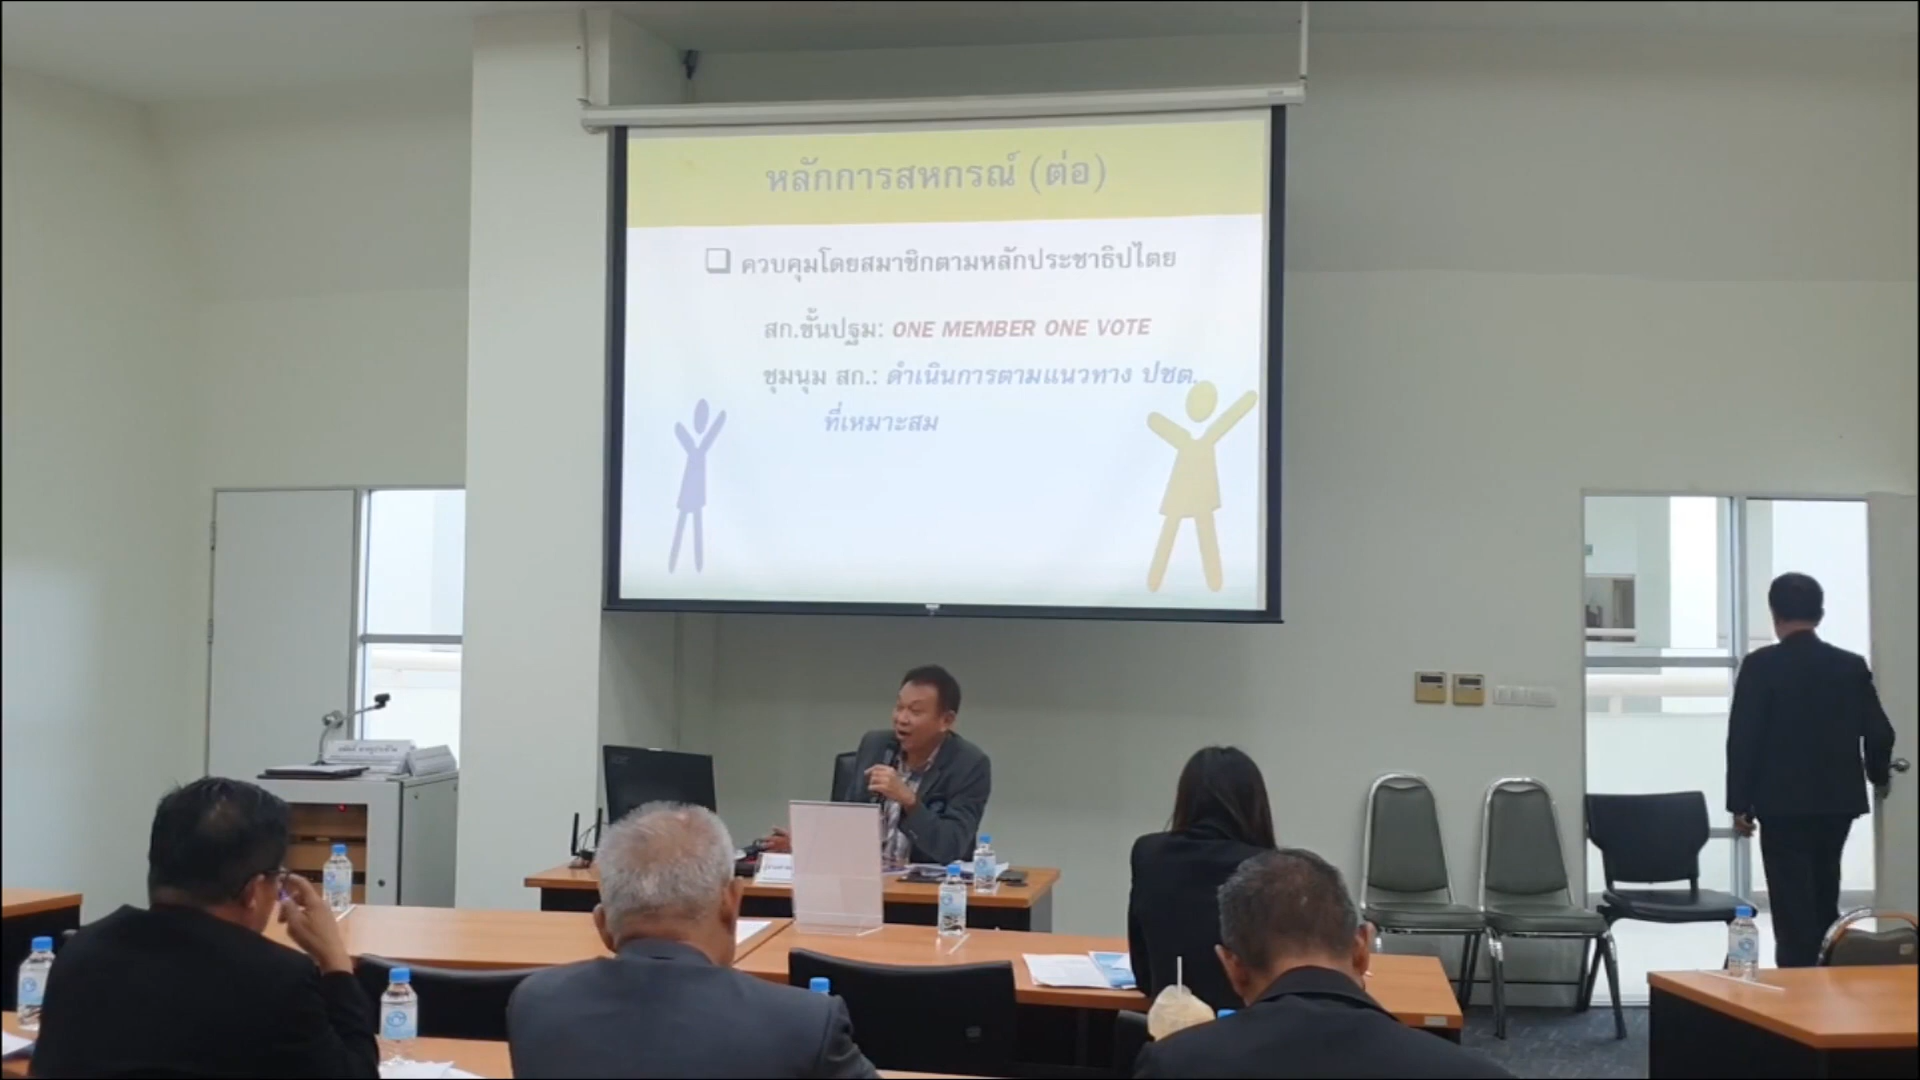 หลักการสหกรณ์ (ต่อ)
❑ ควบคุมโดยสมาชิกตามหลักประชาธิปไตย
สก.ขั้นปฐม: ONE MEMBER ONE VOTE
ชุมนุม สก.: ดำเนินการตามแนวทาง ปชต.
ที่เหมาะสม